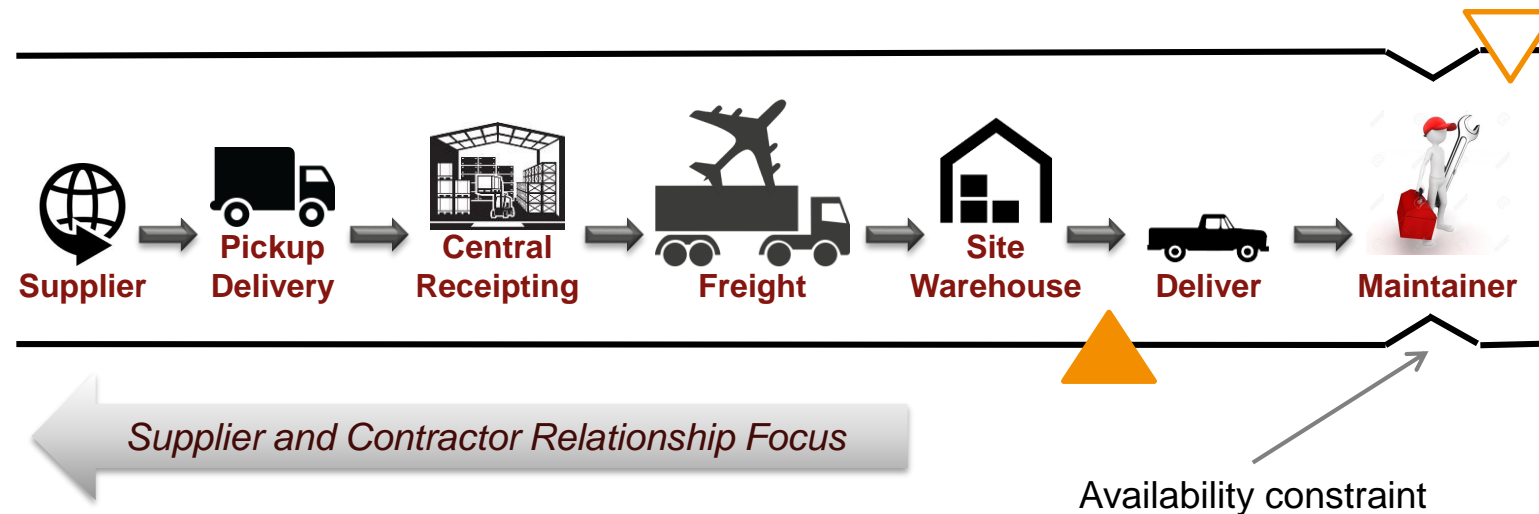 Supplier
Pickup
Delivery
Central
Receipting
Freight
Site
Warehouse
Deliver
Maintainer
Supplier and Contractor Relationship Focus
Availability constraint